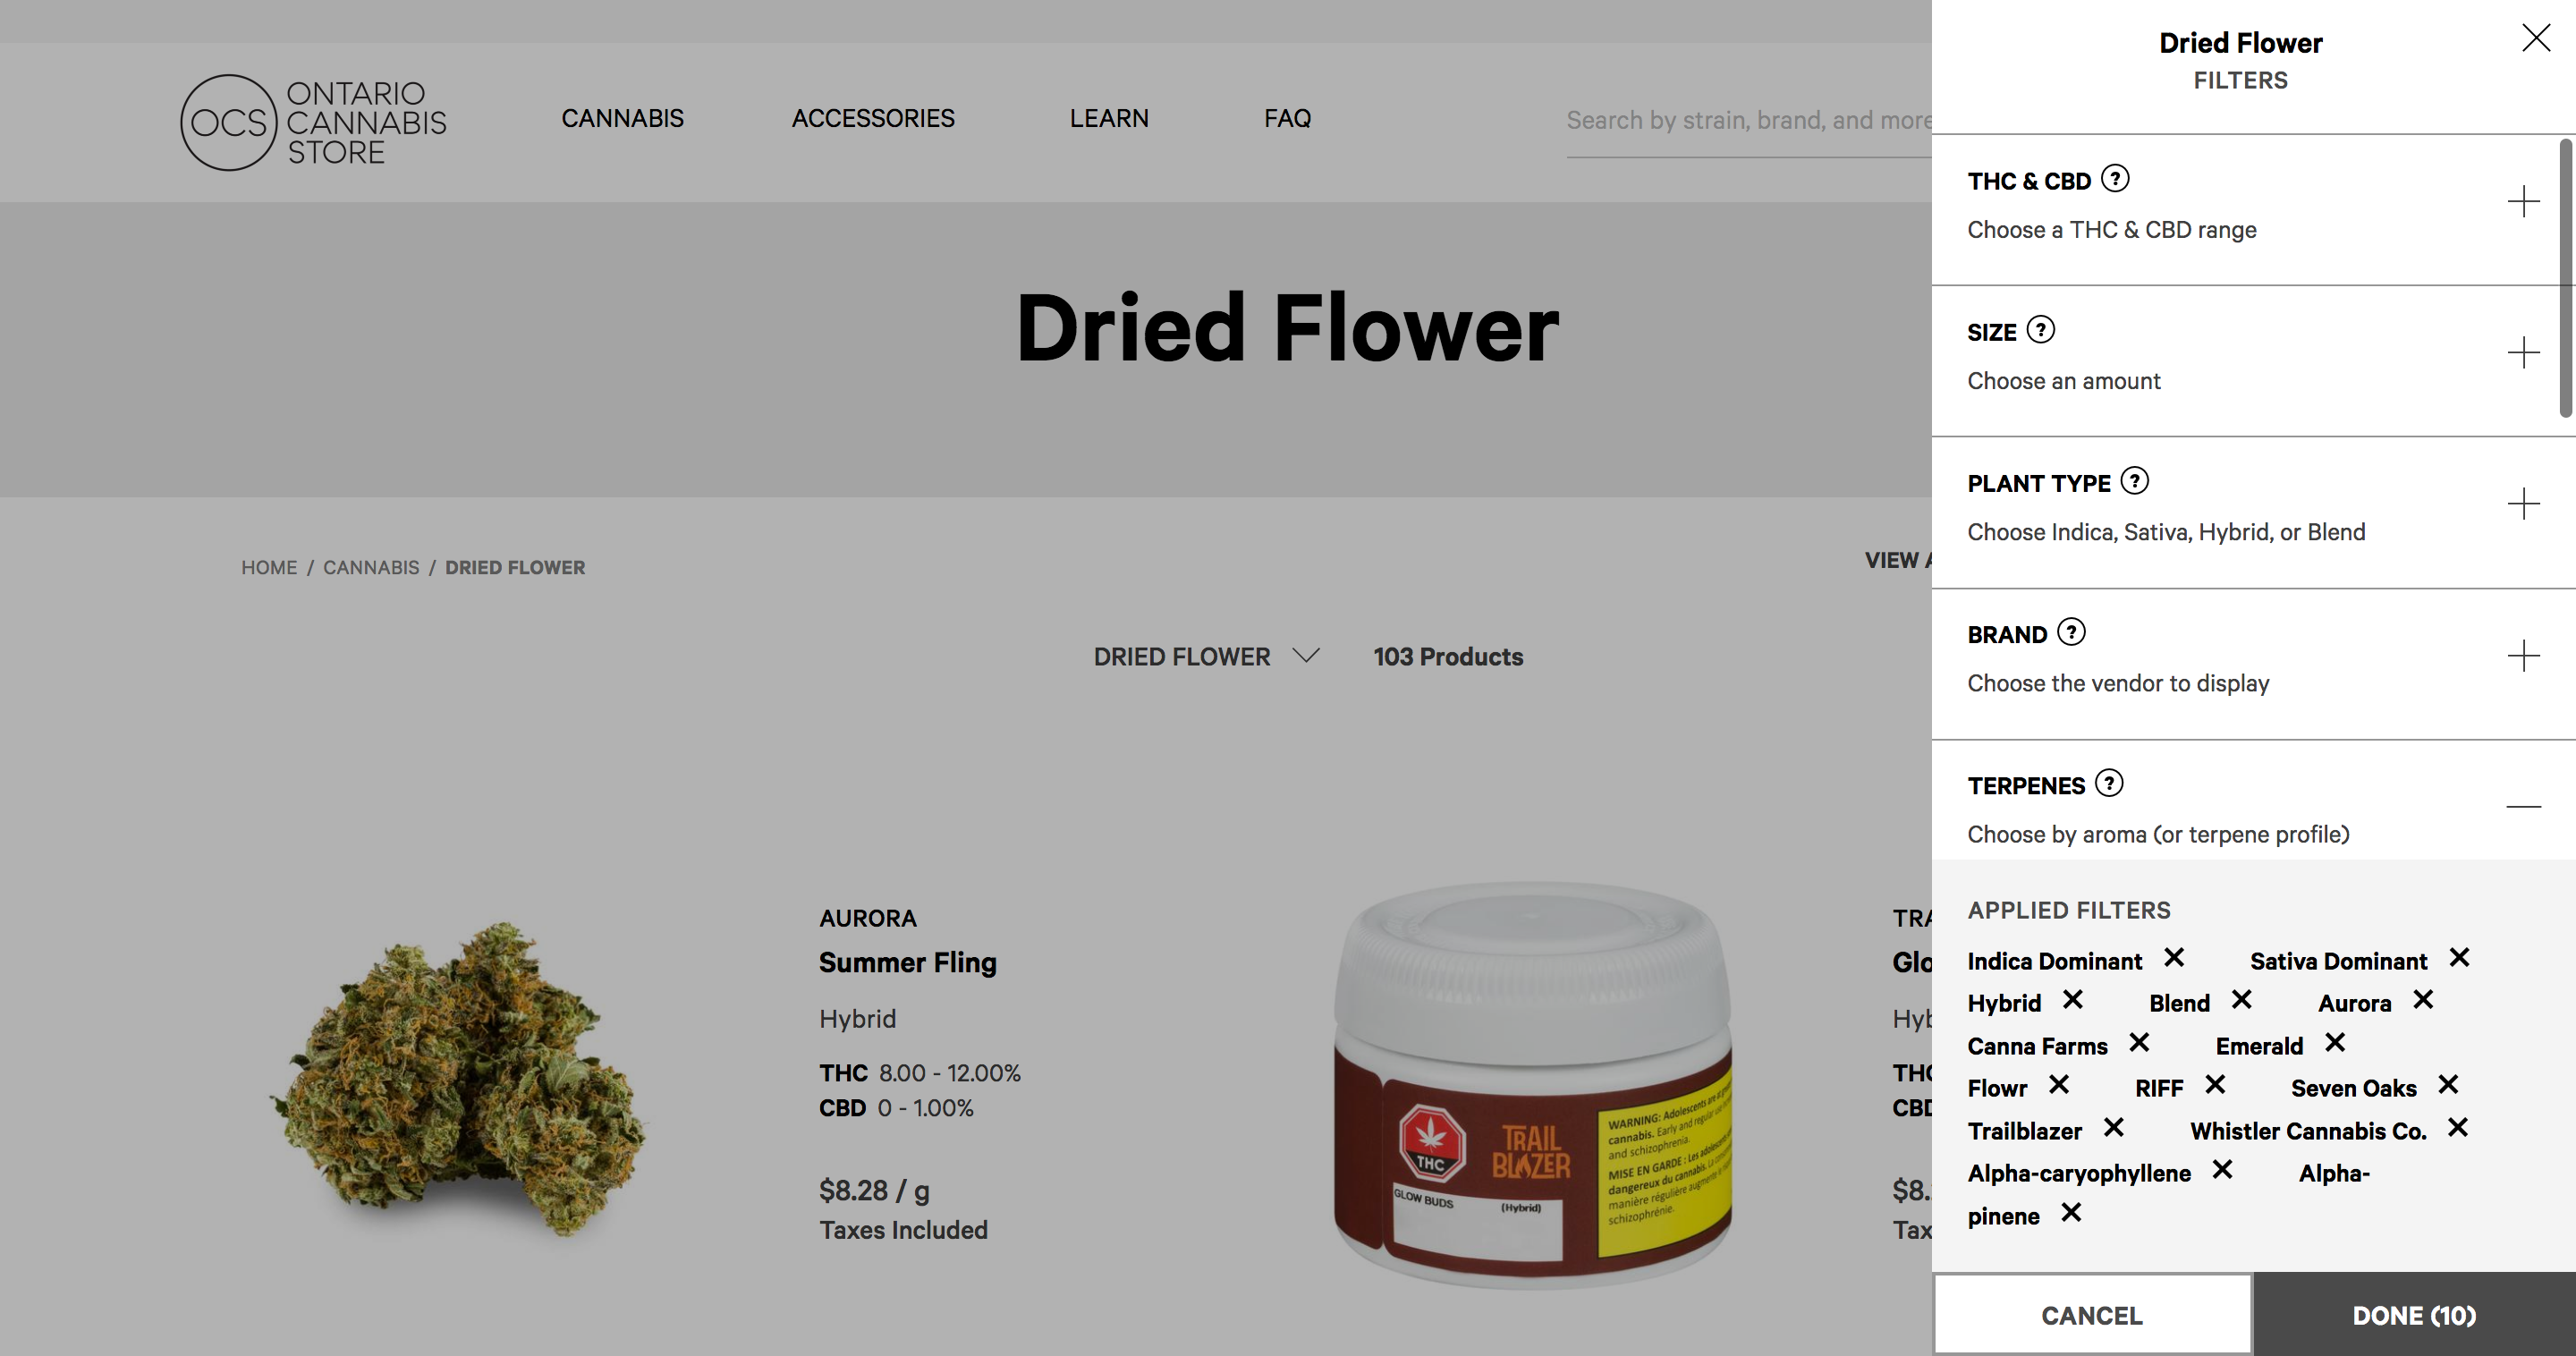 OCS
ONTARIO
CANNABIS
STORE
CANNABIS
ACCESSORIES
LEARN
FAQ
Search by strain, brand, and more
Dried Flower
HOME / CANNABIS / DRIED FLOWER
VIEW
DRIED FLOWER
103 Products
AURORA
Summer Fling
Hybrid
THC 8.00 - 12.00%
CBD 0 - 1.00%
$8.28 / g
Taxes Included
THC
TRAIL
BLAZER
GLOW BUDS (Hybrid)
WARNING: Adolescents are at
cannabis. Early and regular
and schizophrenia.
MISE EN GARDE : Les adolescents
dangereux du cannabis.
manière régulière augmente
schizophrénie.
TRA
Glo
Hyb
THC
CBD
$8.
Tax
Dried Flower
FILTERS
THC & CBD ?
Choose a THC & CBD range
SIZE ?
Choose an amount
PLANT TYPE ?
Choose Indica, Sativa, Hybrid, or Blend
BRAND ?
Choose the vendor to display
TERPENES ?
Choose by aroma (or terpene profile)
APPLIED FILTERS
Indica Dominant Sativa Dominant
Hybrid Blend Aurora
Canna Farms Emerald
Flowr RIFF Seven Oaks
Trailblazer Whistler Cannabis Co.
Alpha-caryophyllene Alpha-
pinene
CANCEL
DONE (10)